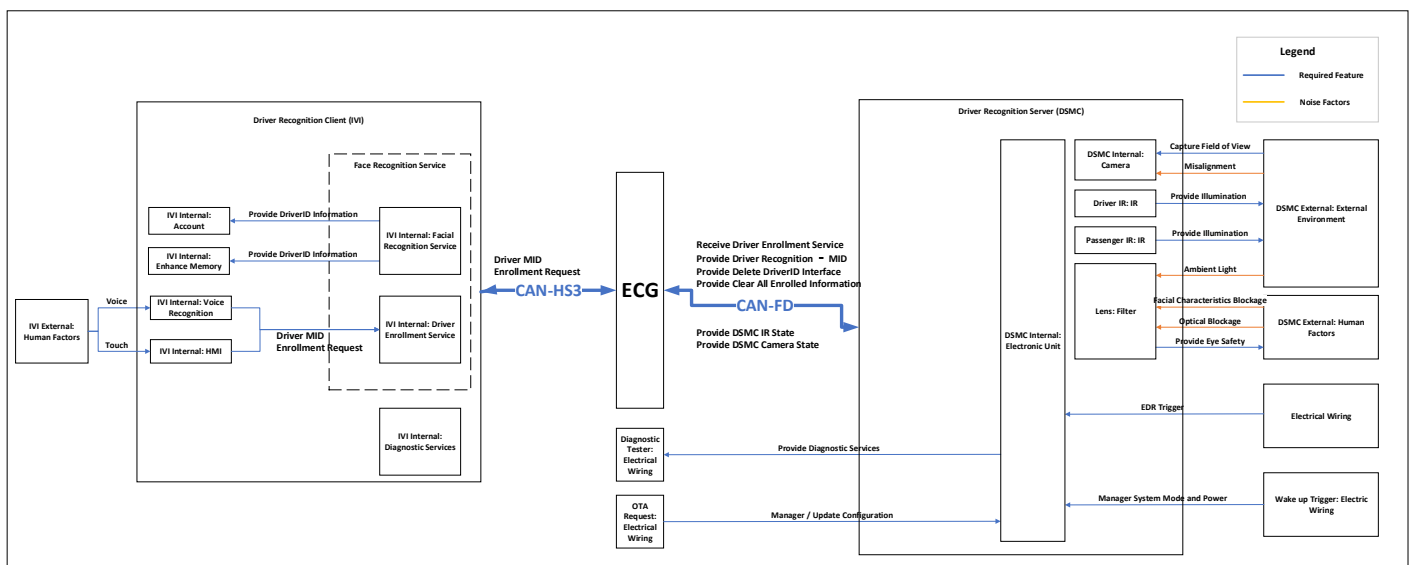 Legend
Required Feature
Noise Factors
Driver Recognition Client (IVI)
Face Recognition Service
IVI Internal:
Account
Provide DriverID Information
IVI Internal: Facial
Recognition Service
IVI Internal:
Enhance Memory
Provide DriverID Information
IVI External:
Human Factors
Voice
Touch
IVI Internal: Voice
Recognition
IVI Internal: HMI
Driver MID
Enrollment Request
IVI Internal: Driver
Enrollment Service
IVI Internal:
Diagnostic Services
Driver MID
Enrollment Request
CAN-HS3
ECG
Receive Driver Enrollment Service
Provide Driver Recognition - MID
Provide Delete DriverID Interface
Provide Clear All Enrolled Information
CAN-FD
Provide DSMC IR State
Provide DSMC Camera State
Diagnostic
Tester:
Electrical
Wiring
Provide Diagnostic Services
OTA
Request:
Electrical
Wiring
Manager / Update Configuration
Driver Recognition Server (DSMC)
DSMC Internal:
Electronic Unit
DSMC Internal:
Camera
Capture Field of View
Misalignment
Driver IR: IR
Provide Illumination
Passenger IR: IR
Provide Illumination
DSMC External: External
Environment
Ambient Light
Lens: Filter
Facial Characteristics Blockage
Optical Blockage
Provide Eye Safety
DSMC External: Human
Factors
EDR Trigger
Electrical Wiring
Manager System Mode and Power
Wake up Trigger: Electric
Wiring